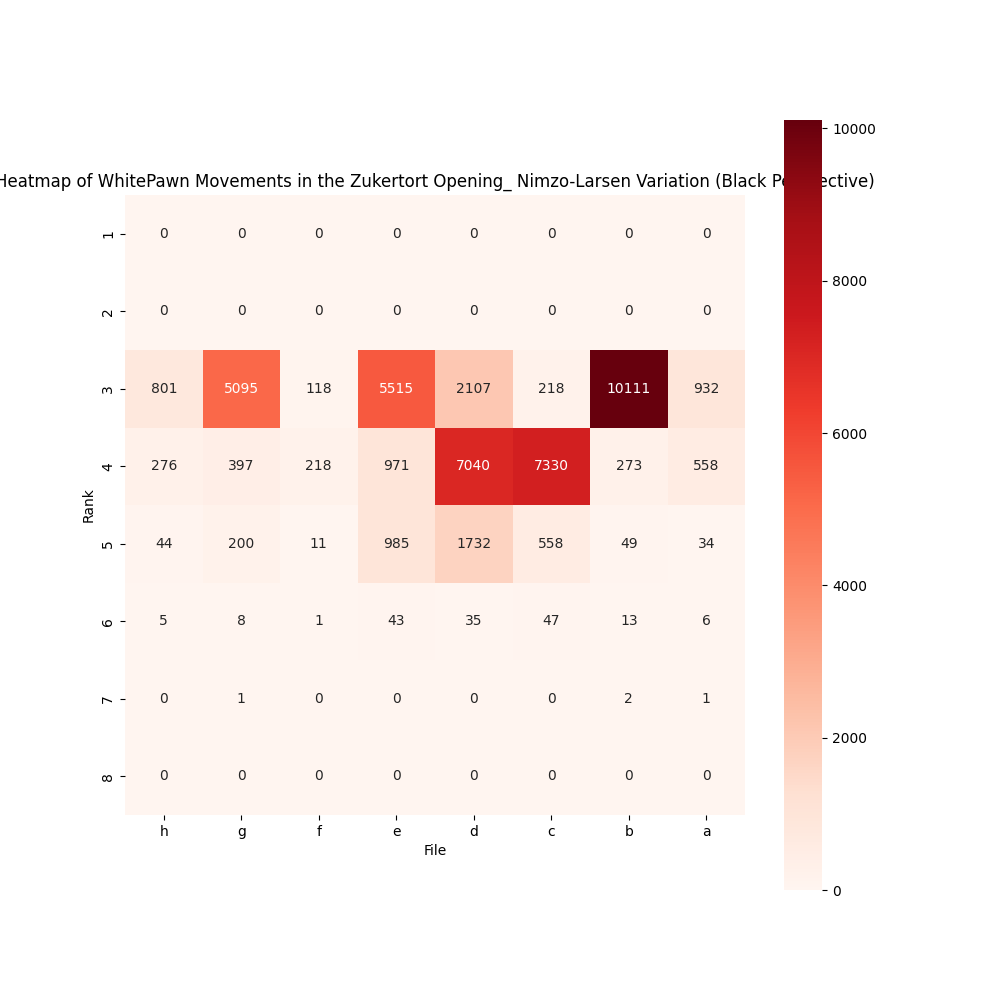 Heatmap of WhitePawn Movements in the Zukertort Opening_ Nimzo-Larsen Variation (Black P ective)
10000
8000
6000
4000
2000
0
Rank
1 0 0 0 0 0 0 0 0
2 0 0 0 0 0 0 0 0
3 801 5095 118 5515 2107 218 10111 932
4 276 397 218 971 7040 7330 273 558
5 44 200 11 985 1732 558 49 34
6 5 8 1 43 35 47 13 6
7 0 1 0 0 0 0 2 1
8 0 0 0 0 0 0 0 0
h g f e d c b a
File